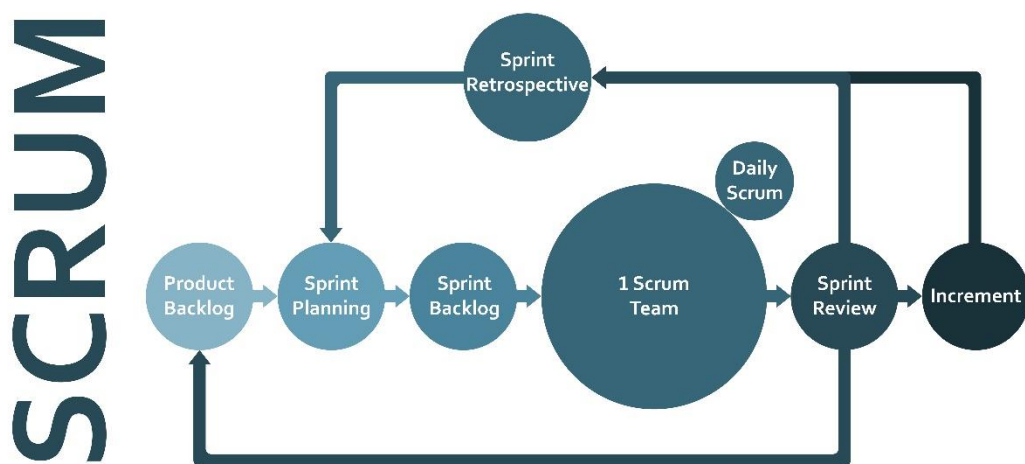 SCRUM
Sprint
Retrospective
Daily
Scrum
Product
Backlog
Sprint
Planning
Sprint
Backlog
1 Scrum
Team
Sprint
Review
Increment